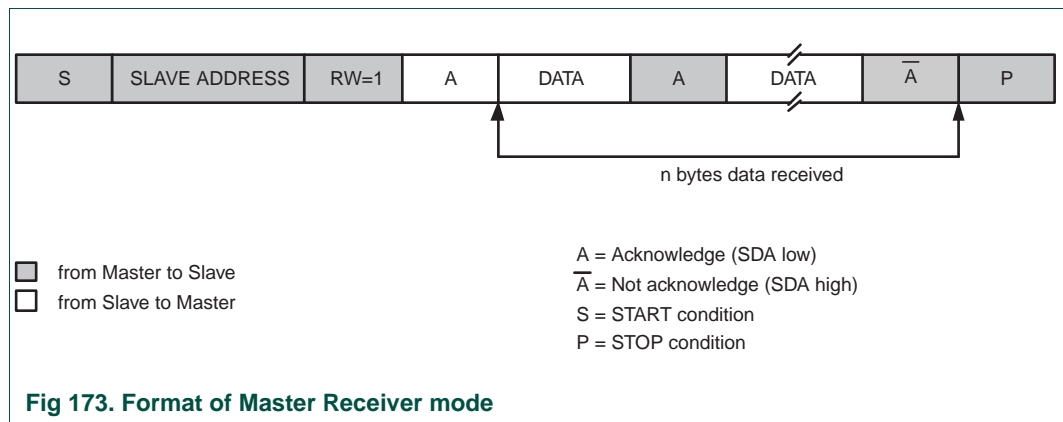 S SLAVE ADDRESS RW=1 A DATA A DATA A̅ P
n bytes data received
from Master to Slave
from Slave to Master
A = Acknowledge (SDA low)
A̅ = Not acknowledge (SDA high)
S = START condition
P = STOP condition
Fig 173. Format of Master Receiver mode